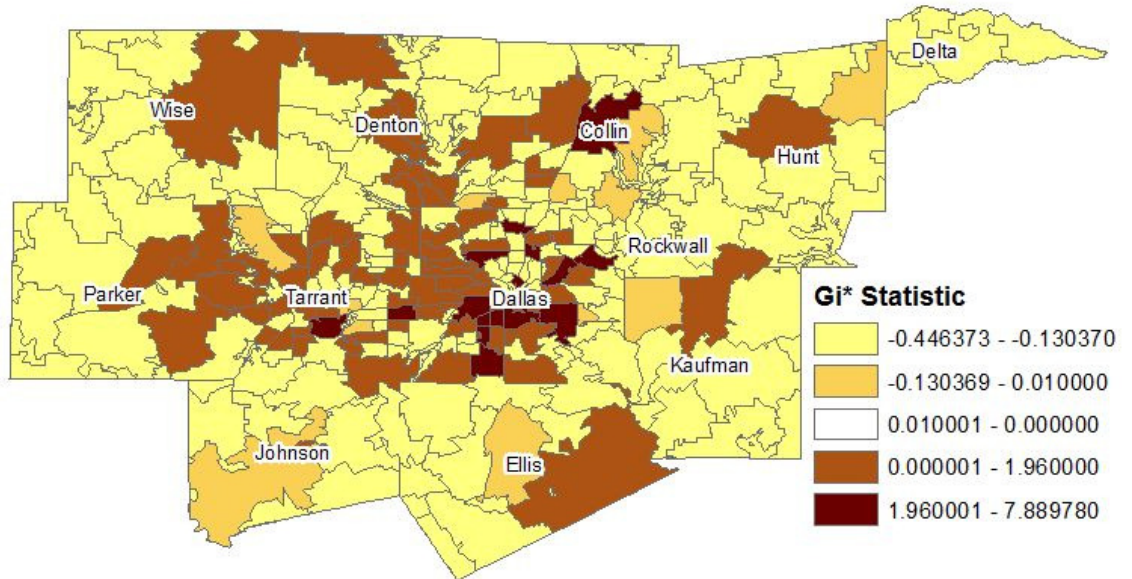 Delta
Wise
Denton
Collin
Hunt
Rockwall
Parker
Tarrant
Dallas
Kaufman
Johnson
Ellis
Gi* Statistic
-0.446373 - -0.130370
-0.130369 - 0.010000
0.010001 - 0.000000
0.000001 - 1.960000
1.960001 - 7.889780